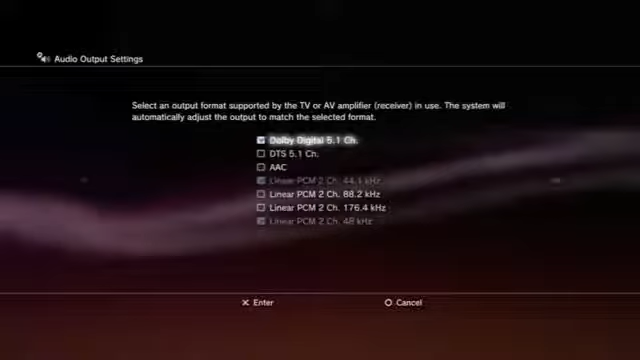 Audio Output Settings
Select an output format supported by the TV or AV amplifier (receiver) in use. The system will
automatically adjust the output to match the selected format.
Dolby Digital 5.1 Ch.
DTS 5.1 Ch.
AAC
Linear PCM 2 Ch. 44.1 kHz
Linear PCM 2 Ch. 88.2 kHz
Linear PCM 2 Ch. 176.4 kHz
Linear PCM 2 Ch. 48 kHz
Enter
Cancel